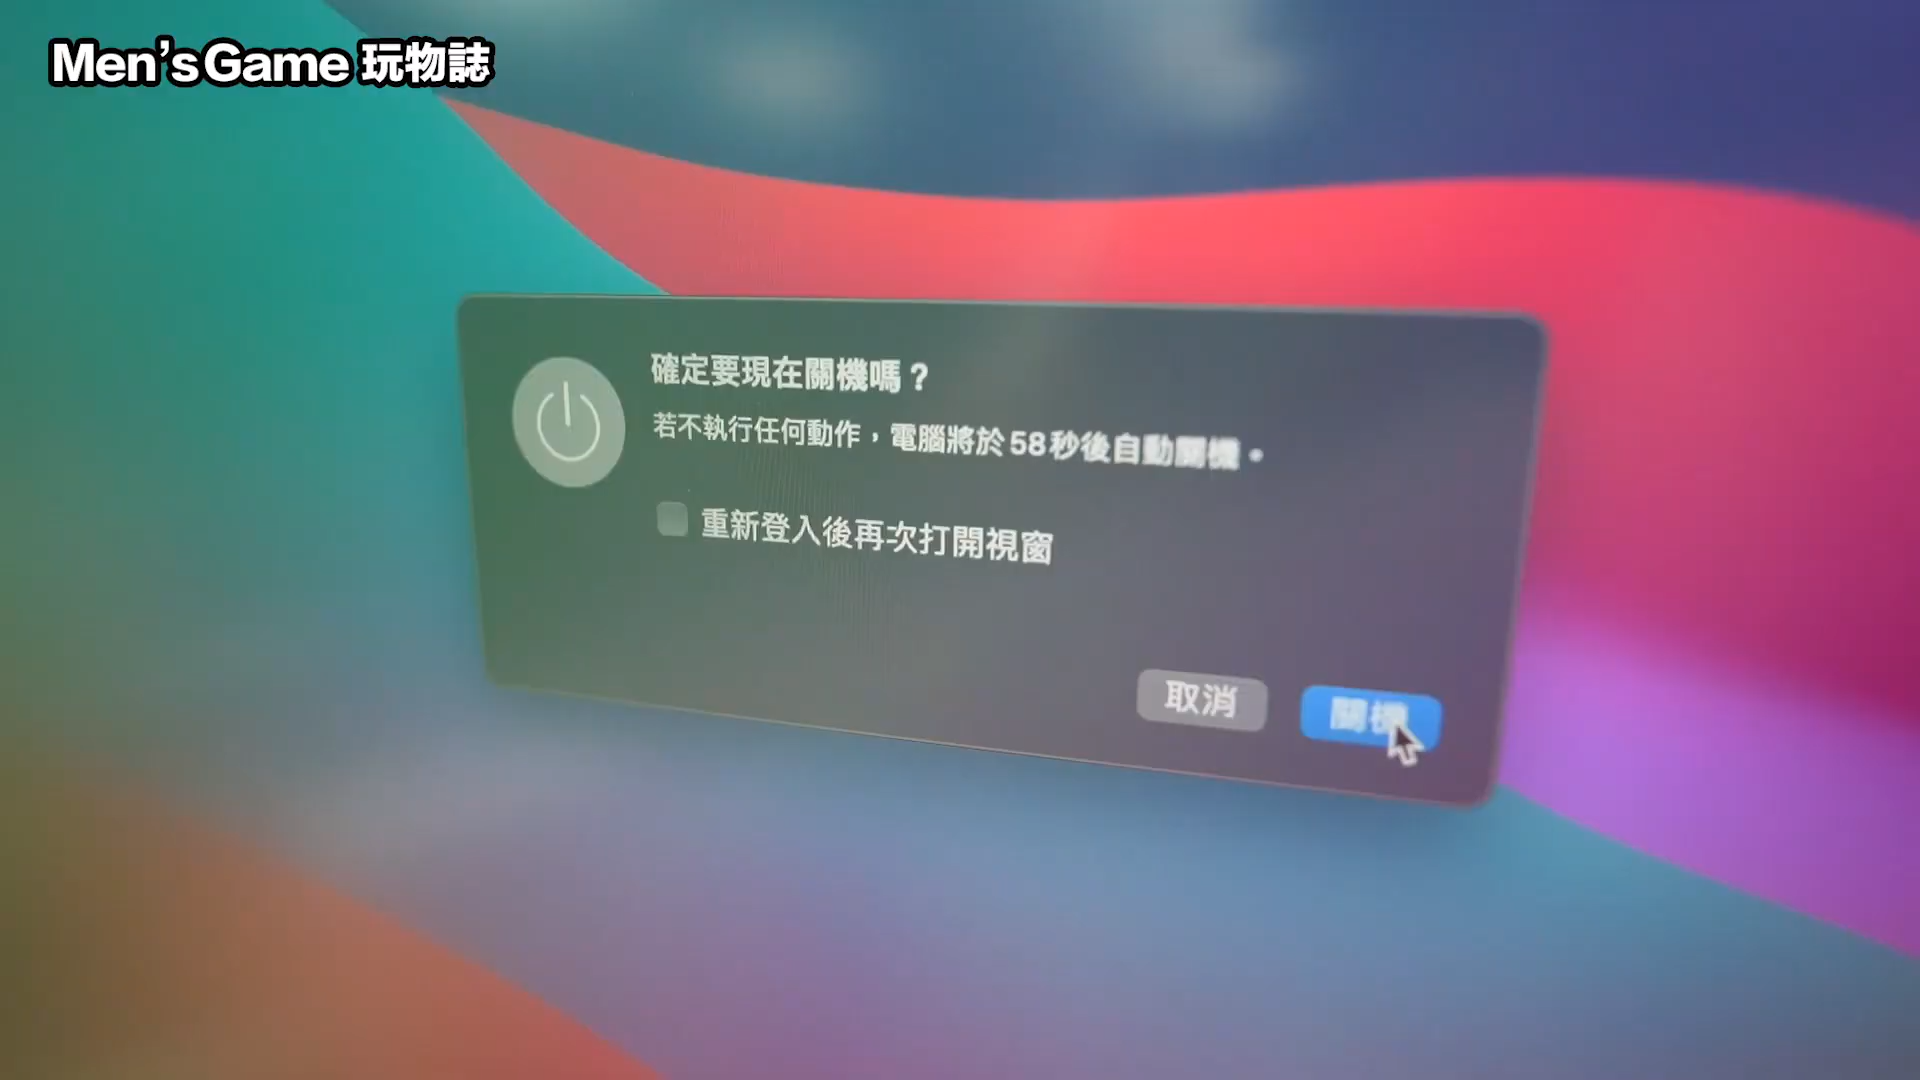 Men'sGame 玩物誌
確定要現在關機嗎？
若不執行任何動作，電腦將於 58 秒後自動關機。
重新登入後再次打開視窗
取消
關機